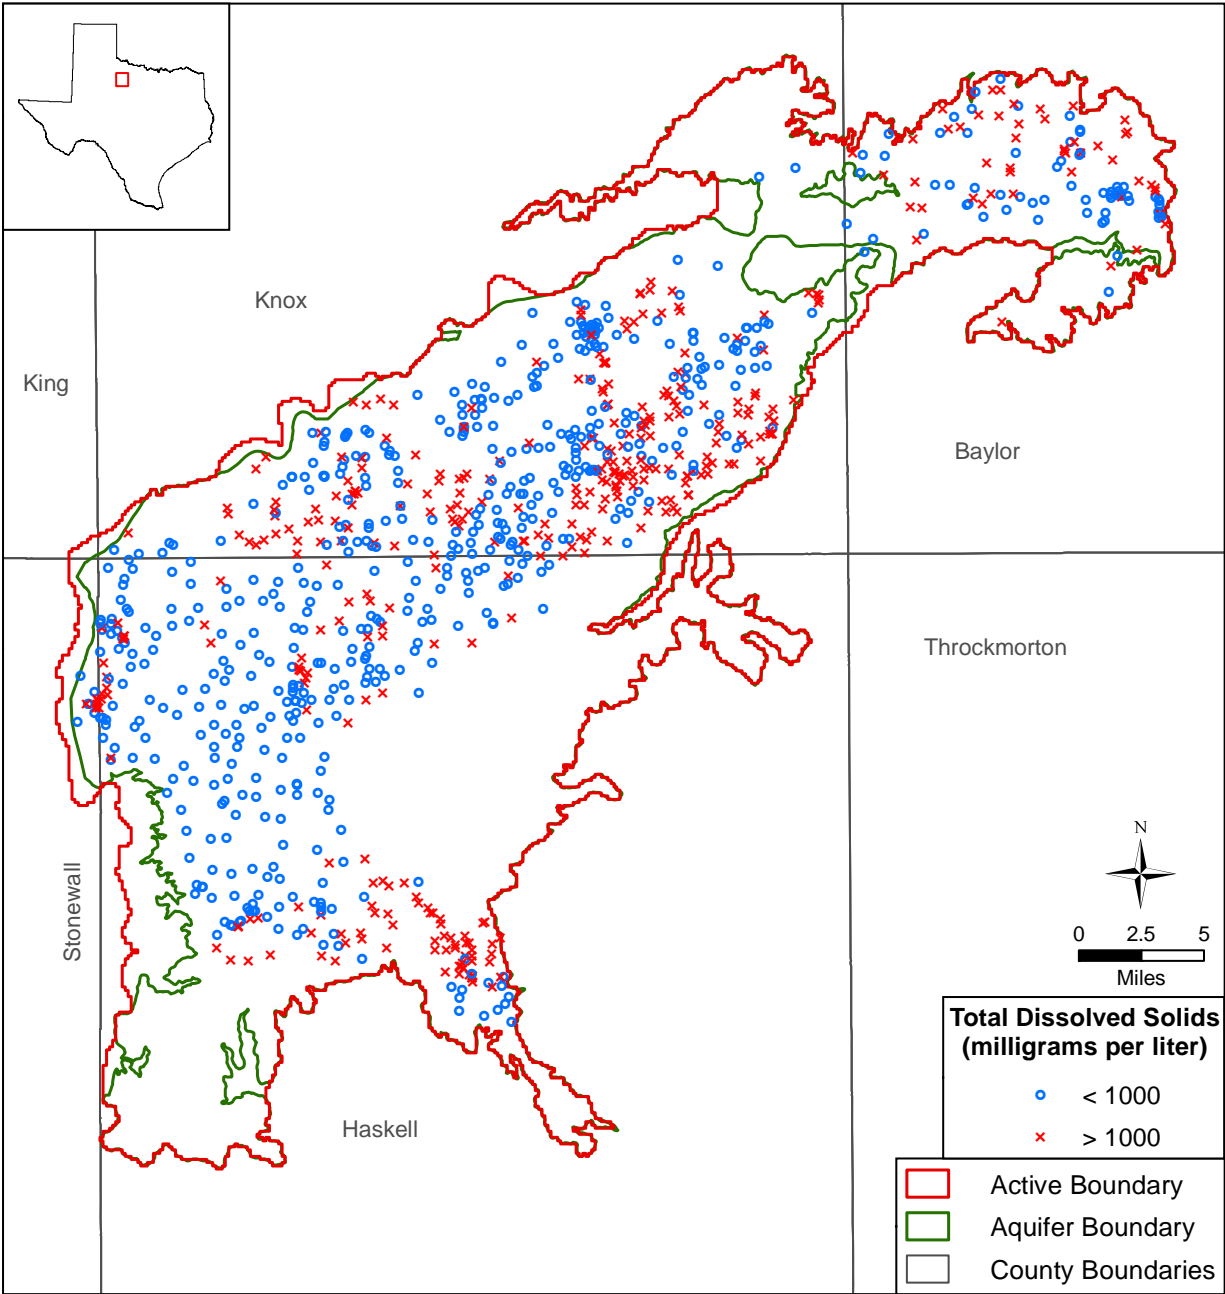 Knox
King
Baylor
Throckmorton
Stonewall
Haskell
N
0 2.5 5
Miles
Total Dissolved Solids
(milligrams per liter)
< 1000
> 1000
Active Boundary
Aquifer Boundary
County Boundaries